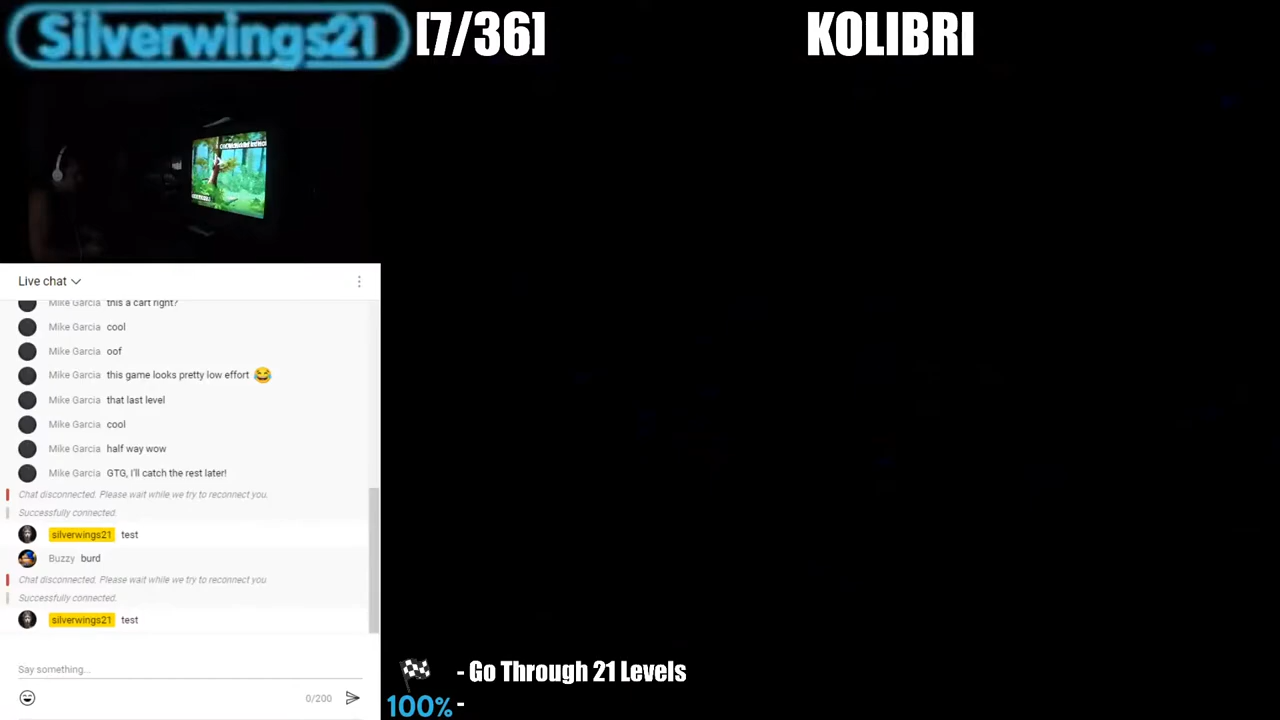 Silverwings21 [7/36] KOLIBRI
Live chat
Mike Garcia this a cart right?
Mike Garcia cool
Mike Garcia oof
Mike Garcia this game looks pretty low effort 😂
Mike Garcia that last level
Mike Garcia cool
Mike Garcia half way wow
Mike Garcia GTG, I'll catch the rest later!
Chat disconnected. Please wait while we try to reconnect you.
Successfully connected.
silverwings21 test
Buzzy burd
Chat disconnected. Please wait while we try to reconnect you
Successfully connected.
silverwings21 test
Say something...
0/200
- Go Through 21 Levels
100% -